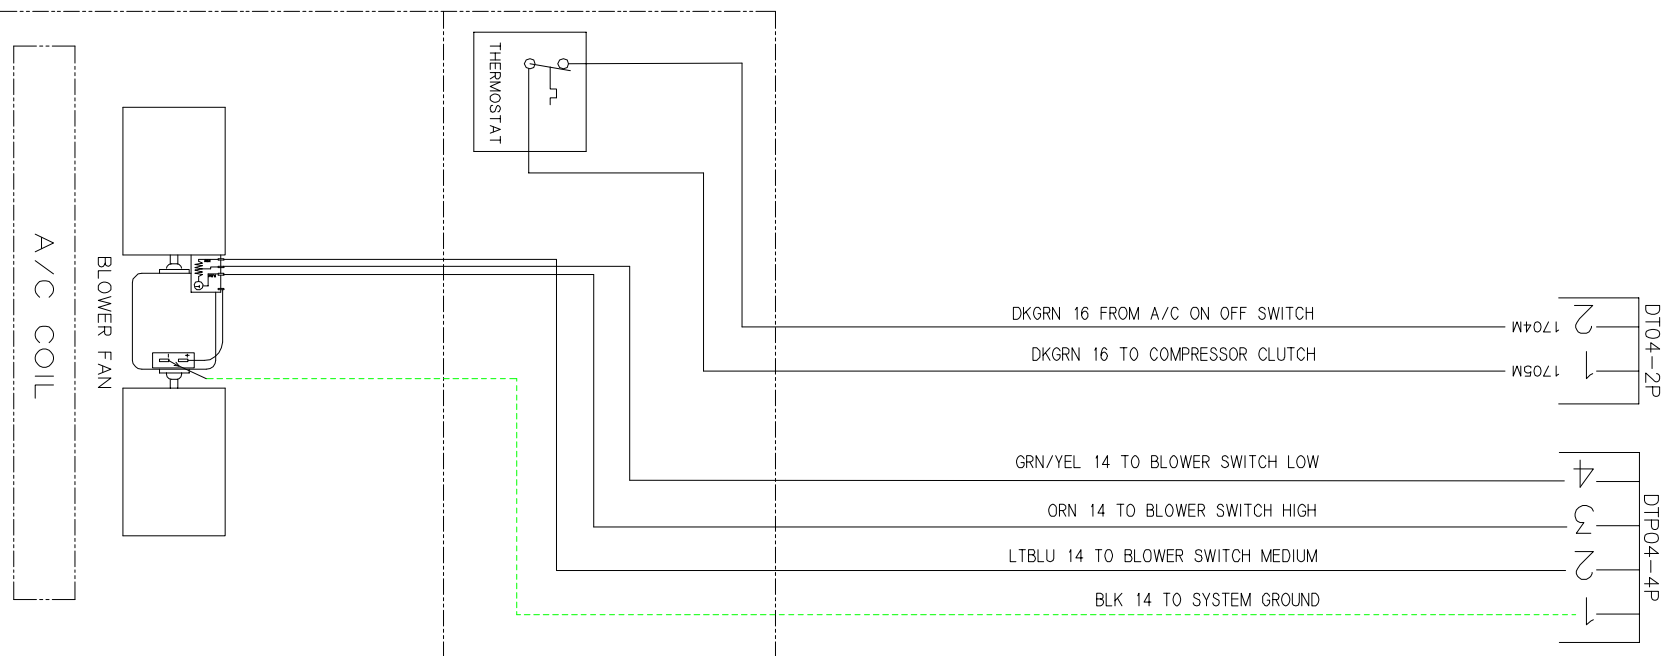 THERMOSTAT
A/C COIL
BLOWER FAN
DKGRN 16 FROM A/C ON OFF SWITCH
1704M
2
DT04-2P
DKGRN 16 TO COMPRESSOR CLUTCH
1705M
1
GRN/YEL 14 TO BLOWER SWITCH LOW
4
DTP04-4P
ORN 14 TO BLOWER SWITCH HIGH
3
LTBLU 14 TO BLOWER SWITCH MEDIUM
2
BLK 14 TO SYSTEM GROUND
1